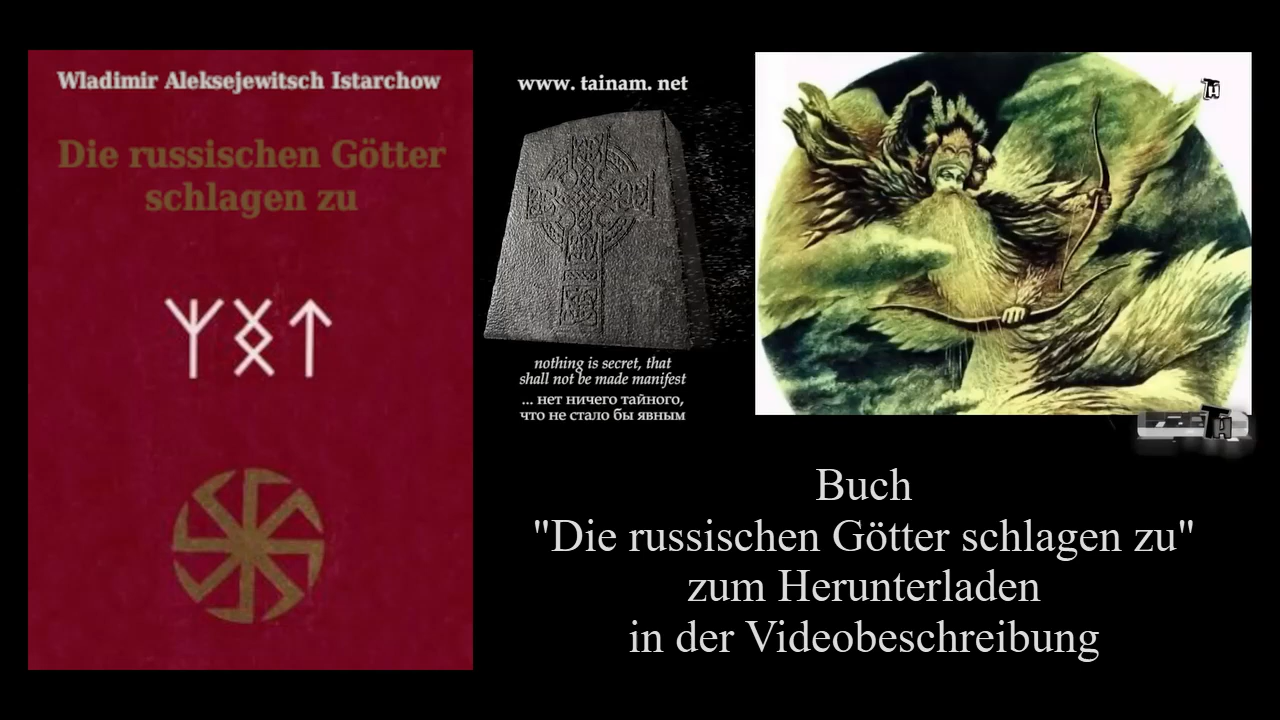 Wladimir Aleksejewitsch Istarchow
Die russischen Götter
schlagen zu
ᛉᛝᛏ
www. tainam. net
nothing is secret, that
shall not be made manifest
... нет ничего тайного,
что не стало бы явным
Buch
"Die russischen Götter schlagen zu"
zum Herunterladen
in der Videobeschreibung